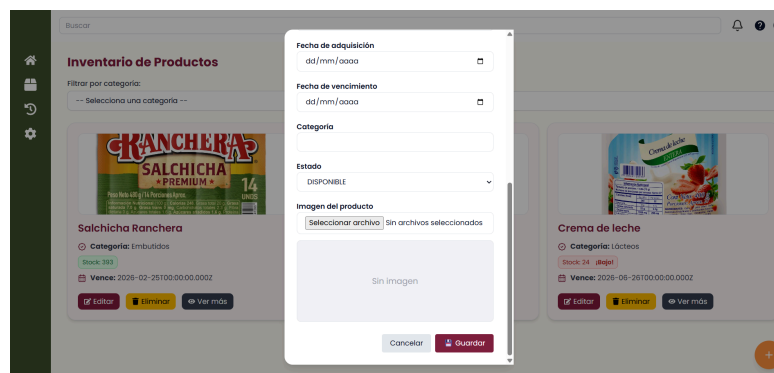 Buscar
Inventario de Productos
Filtrar por categoría:
-- Selecciona una categoría --
RANCHERA
SALCHICHA
PREMIUM
14
UNDS
Salchicha Ranchera
Categoría: Embutidos
Stock: 393
Vence: 2026-02-25T00:00:00.000Z
Editar
Eliminar
Ver más
Fecha de adquisición
dd/mm/aaaa
Fecha de vencimiento
dd/mm/aaaa
Categoría
Estado
DISPONIBLE
Imagen del producto
Seleccionar archivo Sin archivos seleccionados
Sin imagen
Cancelar
Guardar
Crema de leche
ENTERA
Crema de leche
Categoría: Lácteos
Stock: 24 ¡Bajo!
Vence: 2026-06-26T00:00:00.000Z
Editar
Eliminar
Ver más